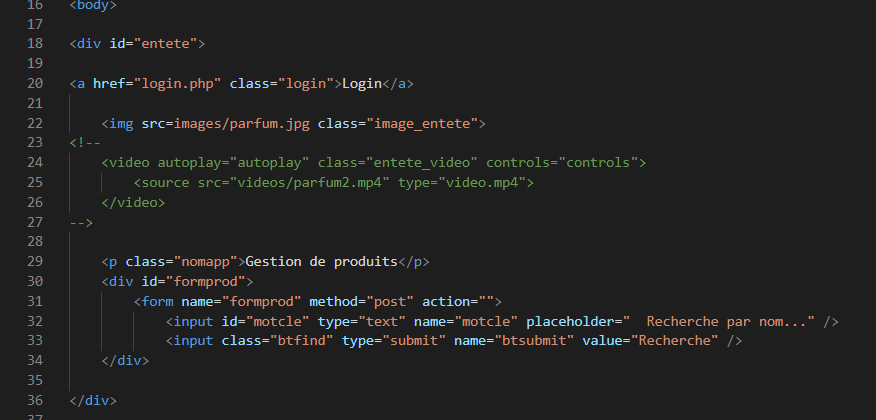 16 <body>
17
18 <div id="entete">
19
20 <a href="login.php" class="login">Login</a>
21
22     <img src=images/parfum.jpg class="image_entete">
23 <!--
24     <video autoplay="autoplay" class="entete_video" controls="controls">
25         <source src="videos/parfum2.mp4" type="video.mp4">
26     </video>
27 -->
28
29     <p class="nomapp">Gestion de produits</p>
30     <div id="formprod">
31         <form name="formprod" method="post" action="">
32             <input id="motcle" type="text" name="motcle" placeholder="  Recherche par nom..." />
33             <input class="btfind" type="submit" name="btsubmit" value="Recherche" />
34     </div>
35
36 </div>
37